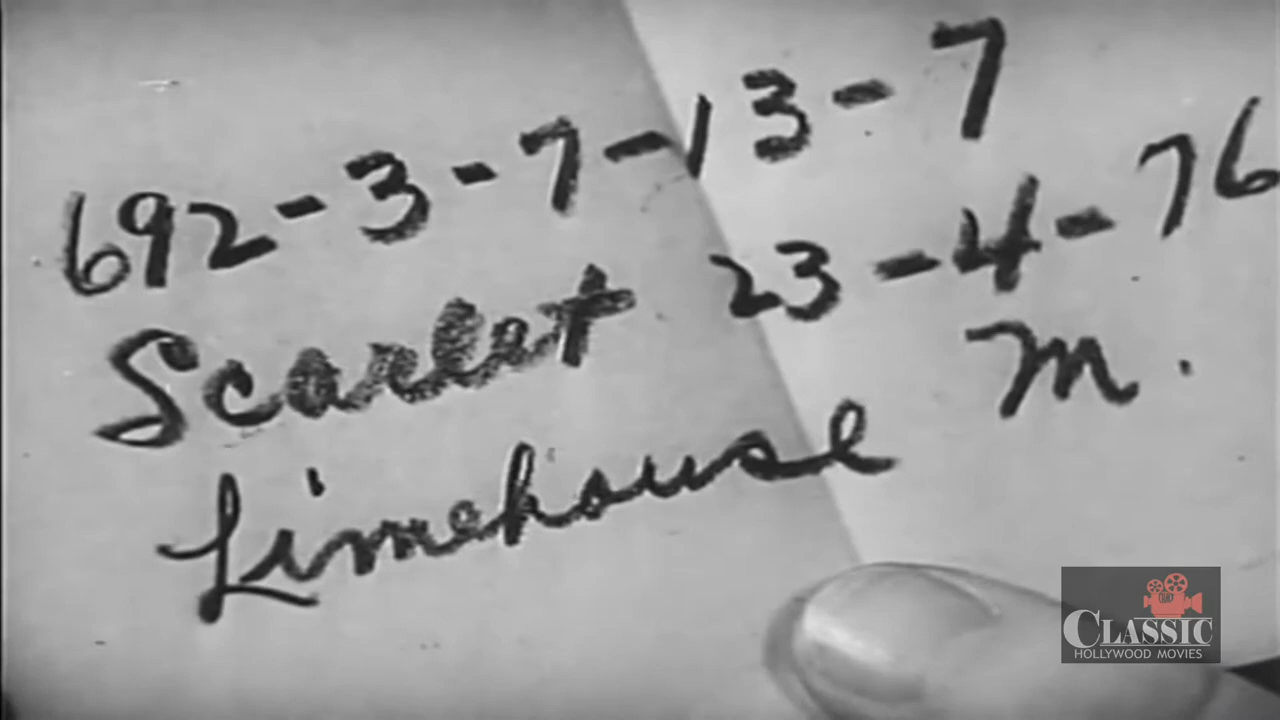 692-3-7-13-7
Scarlet 23-4-76
Limehouse M.
CLASSIC
HOLLYWOOD MOVIES